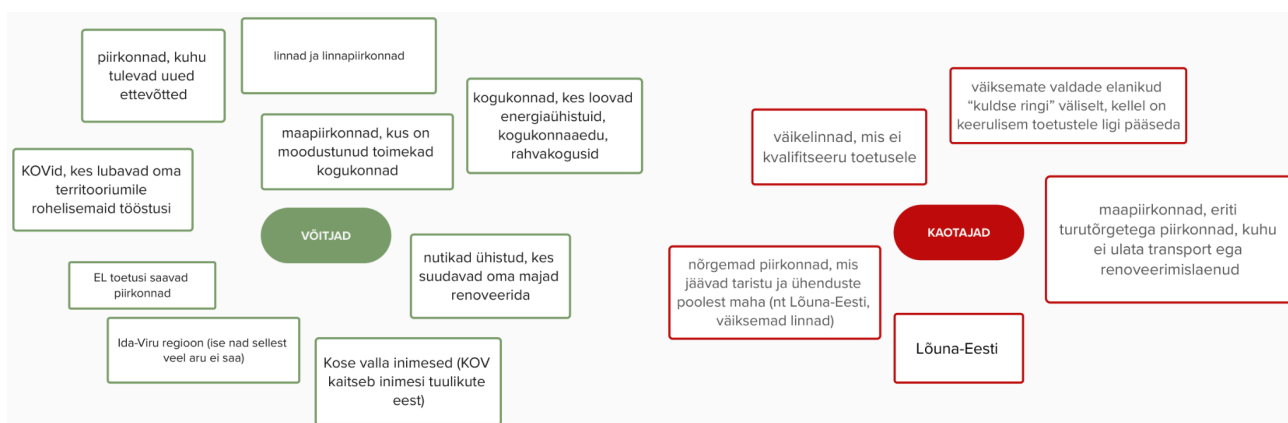 piirkonnad, kuhu
tulevad uued
ettevõtted
linnad ja linnapiirkonnad
kogukonnad, kes loovad
energiaühistuid,
kogukonnaaedu,
rahvakogusid
maapiirkonnad, kus on
moodustunud toimekad
kogukonnad
KOVid, kes lubavad oma
territooriumile
rohelisemaid tööstusi
VÕITJAD
nutikad ühistud, kes
suudavad oma majad
renoveerida
EL toetusi saavad
piirkonnad
Ida-Viru regioon (ise nad sellest
veel aru ei saa)
Kose valla inimesed (KOV
kaitseb inimesi tuulikute
eest)
väiksemate valdade elanikud
“kuldse ringi” väliselt, kellel on
keerulisem toetustele ligi pääseda
väikelinnad, mis ei
kvalifitseeru toetusele
KAOTAJAD
maapiirkonnad, eriti
turutõrgetega piirkonnad, kuhu
ei ulata transport ega
renoveerimislaenud
nõrgemad piirkonnad, mis
jäävad taristu ja ühenduste
poolest maha (nt Lõuna-Eesti,
väiksemad linnad)
Lõuna-Eesti